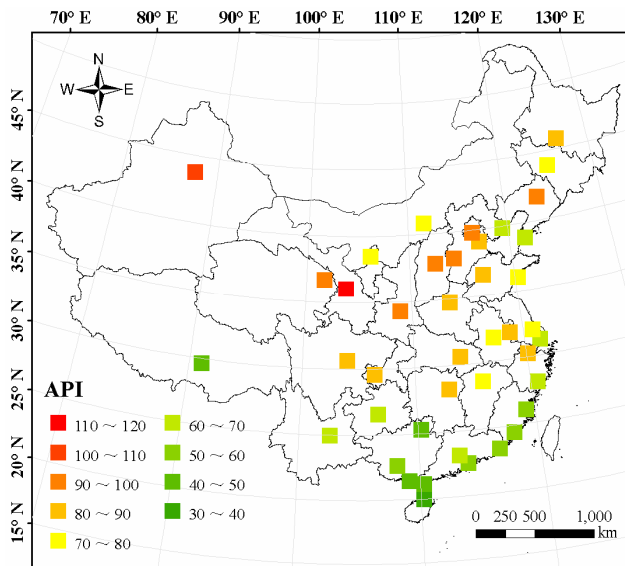 70° E 80° E 90° E 100° E 110° E 120° E 130° E
N
W E
S
45° N
40° N
35° N
30° N
25° N
20° N
15° N
API
110 ~ 120 60 ~ 70
100 ~ 110 50 ~ 60
90 ~ 100 40 ~ 50
80 ~ 90 30 ~ 40
70 ~ 80
0 250 500 1,000
km